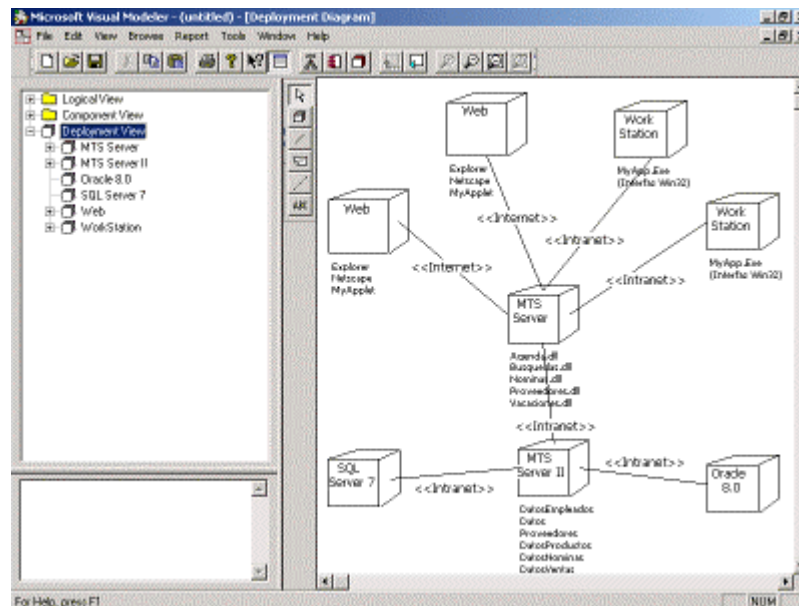 Microsoft Visual Modeler - (untitled) - [Deployment Diagram]
File Edit View Browse Report Tools Window Help
Logical View
Component View
Deployment View
MTS Server
MTS Server II
Oracle 8.0
SQL Server 7
Web
WorkStation
ABC
Web
Explorer
Netscape
MyApplet
Work
Station
MyApp.Exe
(Interfso Win32)
Web
Explorer
Netscape
MyApplet
Work
Station
MyApp.Exe
(Interfso Win32)
<<Internet>>
<<Intranet>>
<<Internet>>
<<Intranet>>
MTS
Server
Agenda.dll
Busquedas.dll
Nominas.dll
Proveedores.dll
Vacaciones.dll
<<Intranet>>
SQL
Server 7
<<Intranet>>
MTS
Server II
<<Intranet>>
Oracle
8.0
DatosEmpleados
Datos
Proveedores
DatosProductos
DatosNominas
DatosVentas
For Help, press F1
NUM